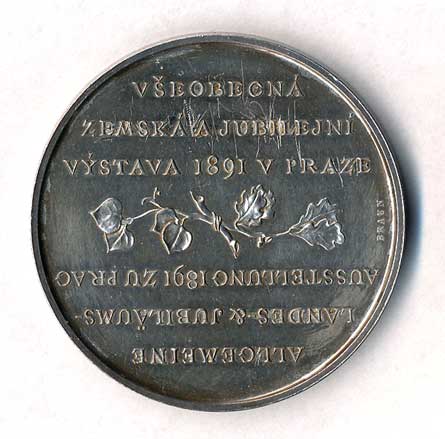 VŠEOBECNÁ
ZEMSKÁ A JUBILEJNÍ
VÝSTAVA 1891 V PRAZE
BRAUN
ALLGEMEINE
LANDES-& JUBILÄUMS-
AUSSTELLUNG 1891 ZU PRAG